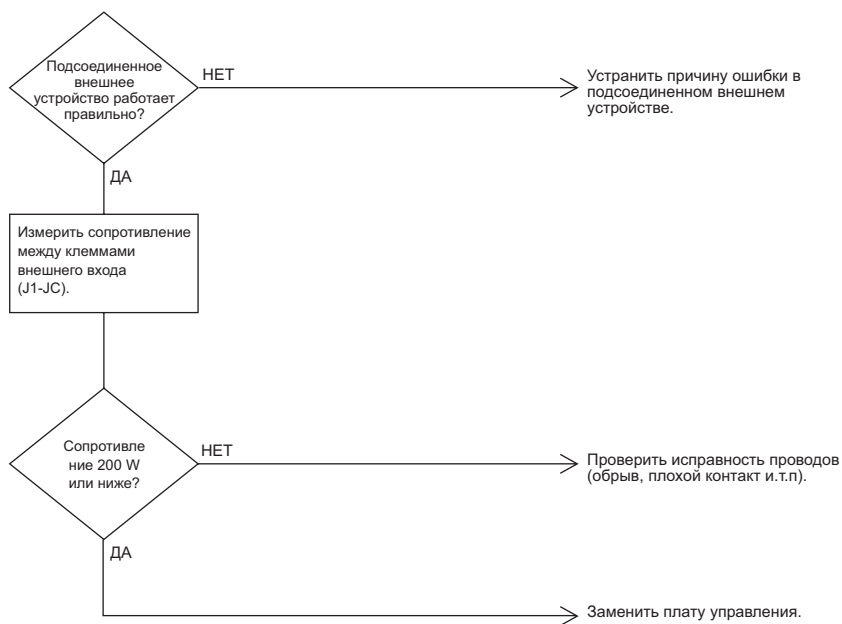 Подсоединенное
внешнее
устройство работает
правильно?
НЕТ
Устранить причину ошибки в
подсоединенном внешнем
устройстве.
ДА
Измерить сопротивление
между клеммами
внешнего входа
(J1-JC).
Сопротивле
ние 200 W
или ниже?
НЕТ
Проверить исправность проводов
(обрыв, плохой контакт и.т.п).
ДА
Заменить плату управления.